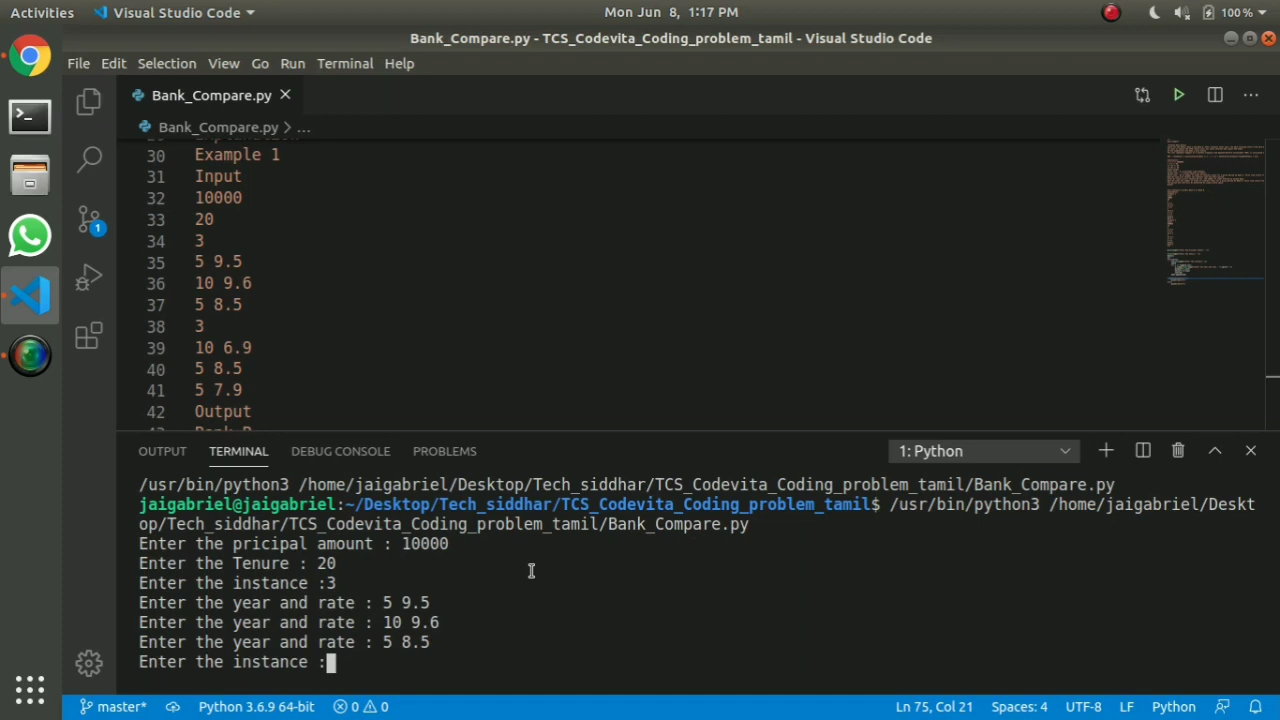 Activities
Visual Studio Code
Mon Jun 8, 1:17 PM
100%
Bank_Compare.py - TCS_Codevita_Coding_problem_tamil - Visual Studio Code
File Edit Selection View Go Run Terminal Help
Bank_Compare.py
Bank_Compare.py > ...
30 Example 1
31 Input
32 10000
33 20
34 3
35 5 9.5
36 10 9.6
37 5 8.5
38 3
39 10 6.9
40 5 8.5
41 5 7.9
42 Output
1
OUTPUT TERMINAL DEBUG CONSOLE PROBLEMS
1: Python
/usr/bin/python3 /home/jaigabriel/Desktop/Tech_siddhar/TCS_Codevita_Coding_problem_tamil/Bank_Compare.py
jaigabriel@jaigabriel:~/Desktop/Tech_siddhar/TCS_Codevita_Coding_problem_tamil$ /usr/bin/python3 /home/jaigabriel/Deskt
op/Tech_siddhar/TCS_Codevita_Coding_problem_tamil/Bank_Compare.py
Enter the pricipal amount : 10000
Enter the Tenure : 20
Enter the instance :3
Enter the year and rate : 5 9.5
Enter the year and rate : 10 9.6
Enter the year and rate : 5 8.5
Enter the instance :
master* Python 3.6.9 64-bit 0 0 Ln 75, Col 21 Spaces: 4 UTF-8 LF Python